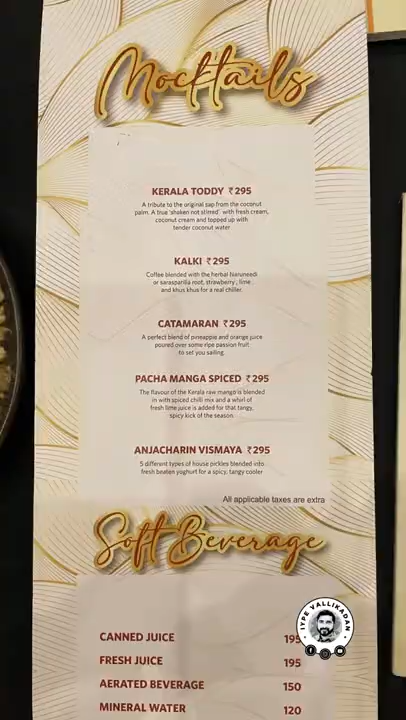 Mocktails
KERALA TODDY ₹295
A tribute to the original sap from the coconut
palm. A true 'shaken not stirred' with fresh cream,
coconut cream and topped up with
tender coconut water
KALKI ₹295
Coffee blended with the herbal Naruneedi
or sarasparilla root, strawberry, lime
and khus khus for a real chiller.
CATAMARAN ₹295
A perfect blend of pineapple and orange juice
poured over some ripe passion fruit
to set you sailing.
PACHA MANGA SPICED ₹295
The flavour of the Kerala raw mango is blended
in with spiced chilli mix and a whirl of
fresh lime juice is added for that tangy,
spicy kick of the season.
ANJACHARIN VISMAYA ₹295
5 different types of house pickles blended into
fresh beaten yoghurt for a spicy, tangy cooler
All applicable taxes are extra
Soft Beverage
CANNED JUICE 195
FRESH JUICE 195
AERATED BEVERAGE 150
MINERAL WATER 120
IYPE VALLIKADAN